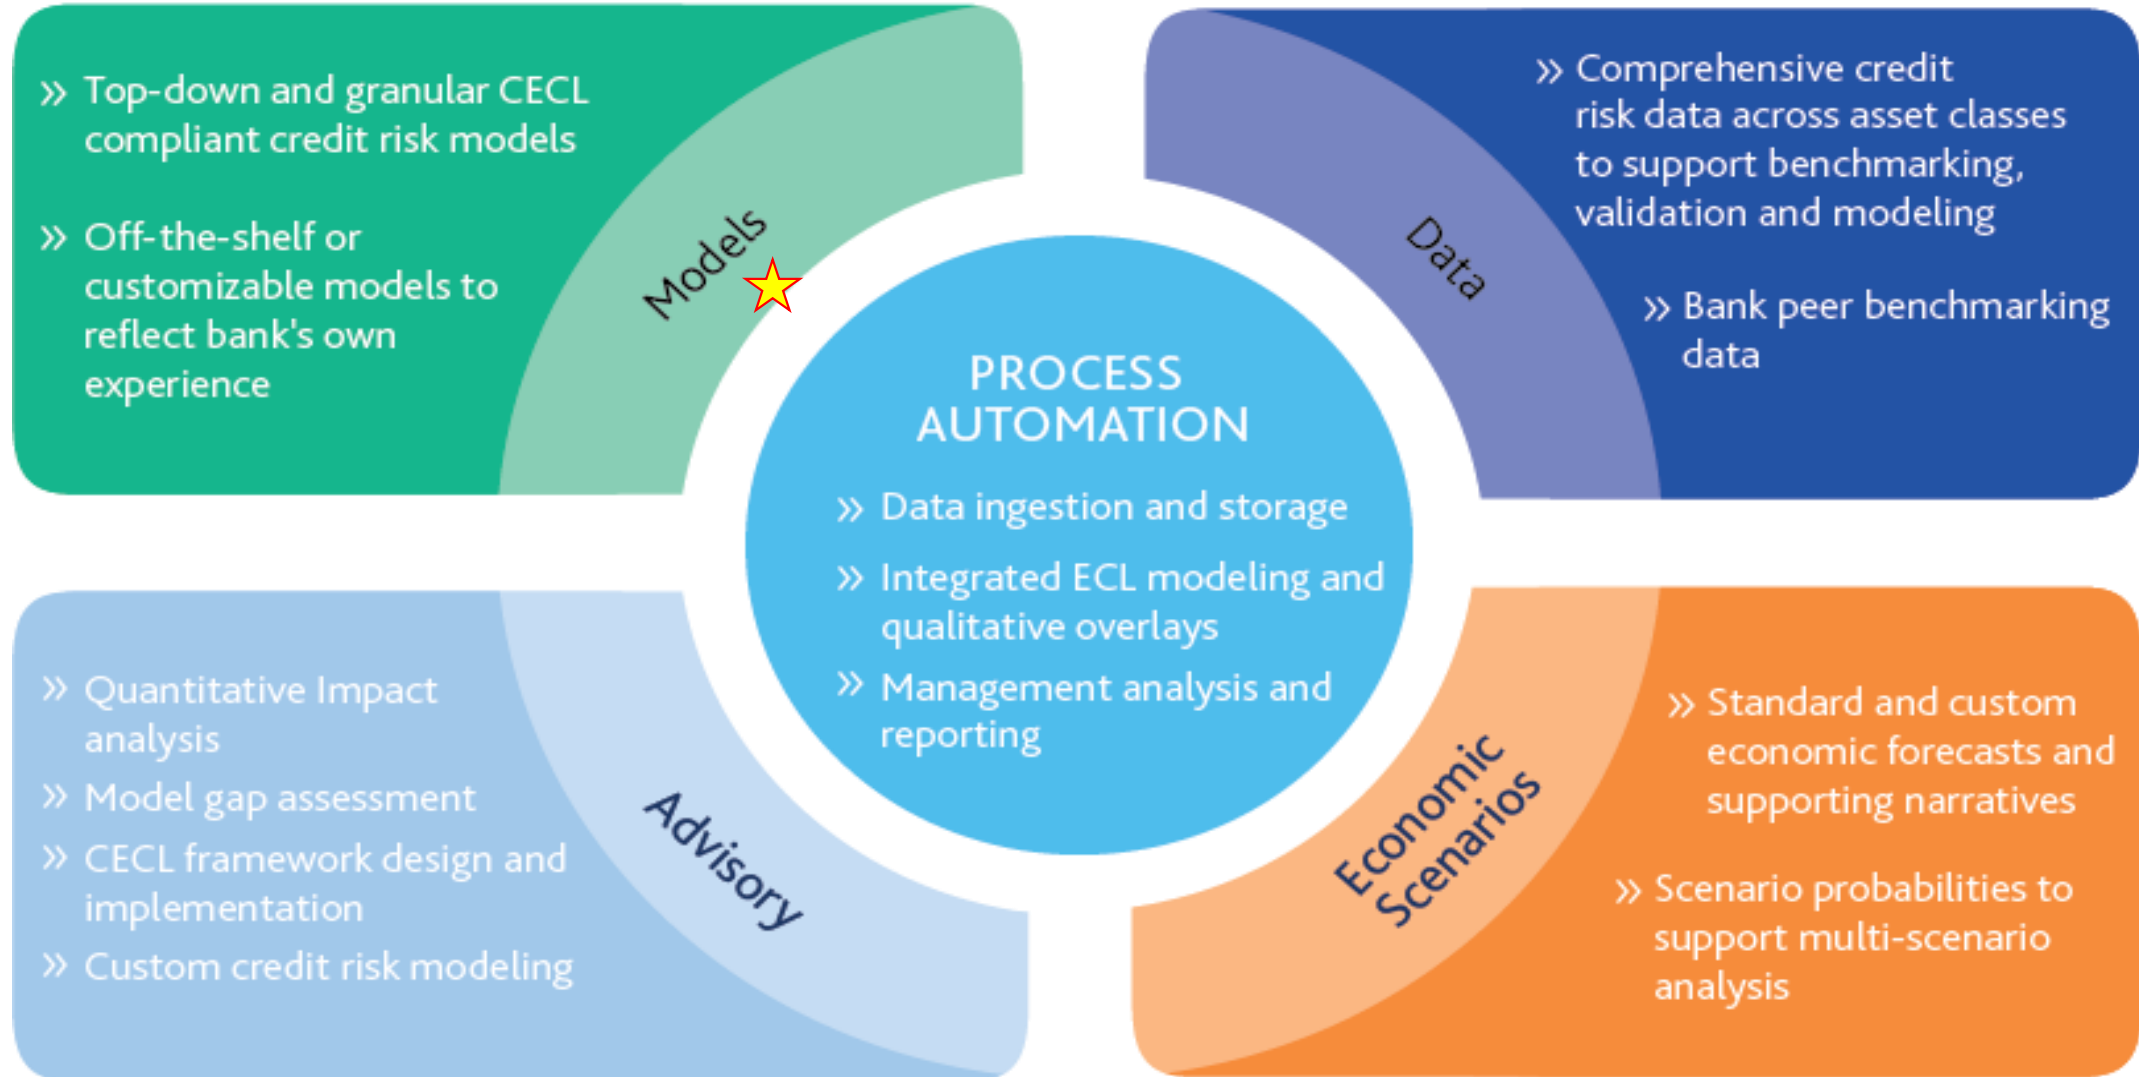 » Top-down and granular CECL
compliant credit risk models
» Off-the-shelf or
customizable models to
reflect bank's own
experience
Models
Data
» Comprehensive credit
risk data across asset classes
to support benchmarking,
validation and modeling
» Bank peer benchmarking
data
PROCESS
AUTOMATION
» Data ingestion and storage
» Integrated ECL modeling and
qualitative overlays
» Management analysis and
reporting
» Quantitative Impact
analysis
» Model gap assessment
» CECL framework design and
implementation
» Custom credit risk modeling
Advisory
Economic
Scenarios
» Standard and custom
economic forecasts and
supporting narratives
» Scenario probabilities to
support multi-scenario
analysis